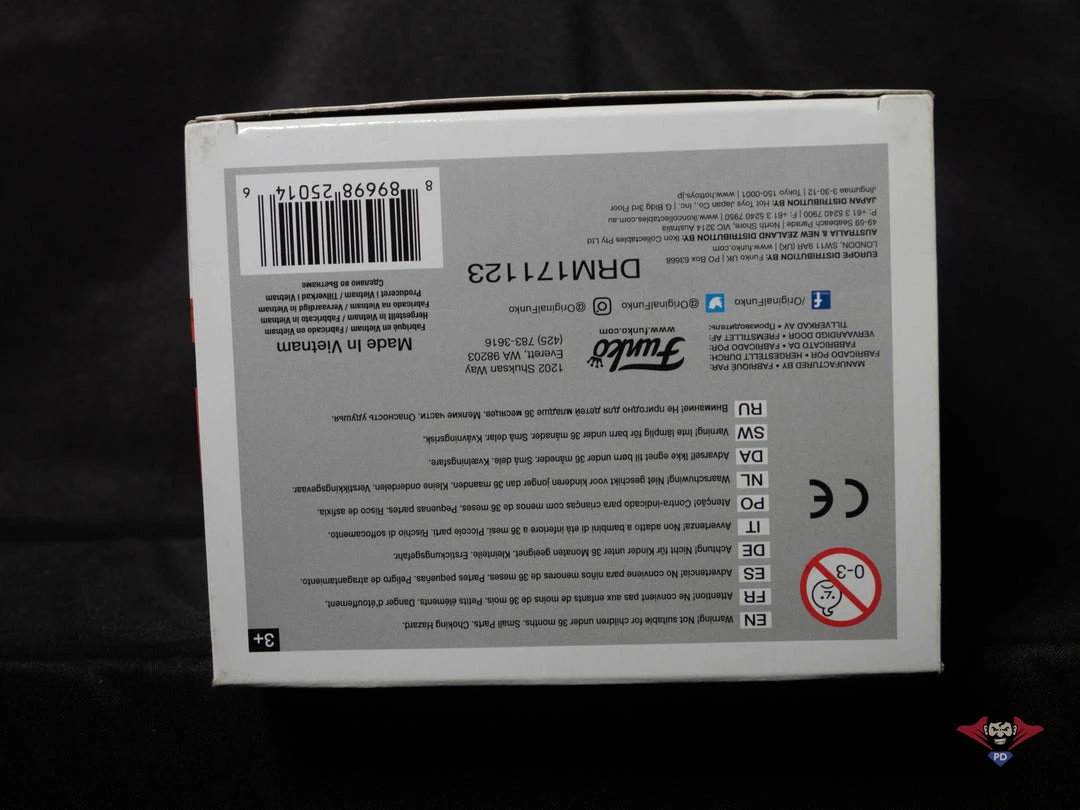 3+
EN Warning! Not suitable for children under 36 months. Small Parts. Choking Hazard.
FR Attention! Ne convient pas aux enfants de moins de 36 mois. Petits éléments. Danger d'étouffement.
ES Advertencia! No conviene para niños menores de 36 meses. Partes pequeñas. Peligro de atragantamiento.
DE Achtung! Nicht für Kinder unter 36 Monaten geeignet. Kleinteile. Erstickungsgefahr.
IT Avvertenza! Non adatto a bambini di età inferiore a 36 mesi. Piccole parti. Rischio di soffocamento.
PO Atenção! Contra-indicado para crianças com menos de 36 meses. Pequenas partes. Risco de asfixia.
NL Waarschuwing! Niet geschikt voor kinderen jonger dan 36 maanden. Kleine onderdelen. Verstikkingsgevaar.
DA Advarsel! Ikke egnet til børn under 36 måneder. Små dele. Kvælningsfare.
SW Varning! Inte lämplig för barn under 36 månader. Små delar. Kvävningsrisk.
RU Внимание! Не пригодно для детей младше 36 месяцев. Мелкие части. Опасность удушья.
0-3
CE
MANUFACTURED BY • FABRIQUÉ PAR:
FABRICADO POR • HERGESTELLT DURCH:
FABBRICATO DA • FABRICADO POR:
VERVAARDIGD DOOR • FREMSTILLET AF:
TILLVERKAD AV • Производитель:
Funko
www.funko.com
1202 Shuksan Way
Everett, WA 98203
(425) 783-3616
/OriginalFunko
@OriginalFunko
@OriginalFunko
Made In Vietnam
Fabriqué en Vietnam / Fabricado en Vietnam
Hergestellt in Vietnam / Fabbricato in Vietnam
Fabricado no Vietnam / Vervaardigd in Vietnam
Produceret i Vietnam / Tillverkad i Vietnam
Сделано во Вьетнаме
EUROPE DISTRIBUTION BY: Funko UK | PO Box 63668
LONDON, SW11 9AR (UK) | www.funko.com
AUSTRALIA & NEW ZEALAND DISTRIBUTION BY: Ikon Collectables Pty Ltd
49-59 Seabeach Parade | North Shore, VIC 3214 Australia
P: +61 3 5240 7900 | F: +61 3 5240 7950 | www.ikoncollectables.com.au
JAPAN DISTRIBUTION BY: Hot Toys Japan Co., Inc. | G Bldg 3rd Floor
Jingumae 3-30-12 | Tokyo 150-0001 | www.hottoys.jp
DRM171123
8 89698 25014 6
PD